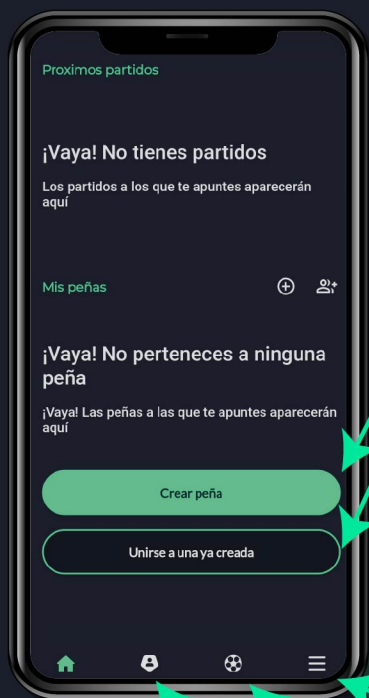 Proximos partidos
¡Vaya! No tienes partidos
Los partidos a los que te apuntes aparecerán
aquí
Mis peñas
¡Vaya! No perteneces a ninguna
peña
¡Vaya! Las peñas a las que te apuntes aparecerán
aquí
Crear peña
Unirse a una ya creada